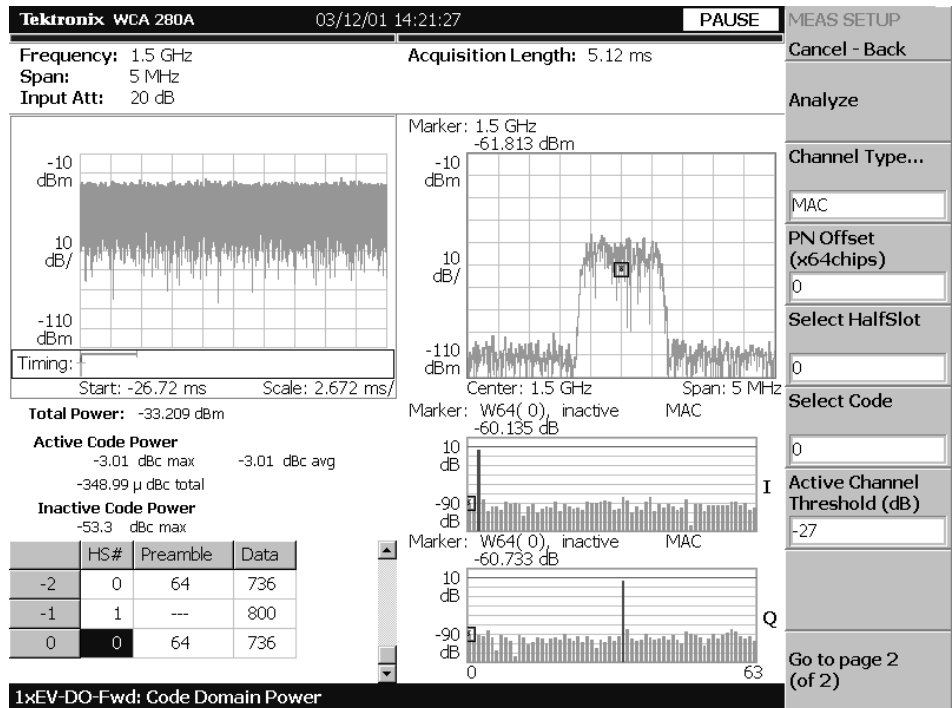 Tektronix WCA 280A 03/12/01 14:21:27 PAUSE
Frequency: 1.5 GHz
Span: 5 MHz
Input Att: 20 dB
Acquisition Length: 5.12 ms
-10
dBm
10
dB/
-110
dBm
Timing:
Start: -26.72 ms Scale: 2.672 ms/
Marker: 1.5 GHz
-61.813 dBm
-10
dBm
10
dB/
-110
dBm
Center: 1.5 GHz Span: 5 MHz
Total Power: -33.209 dBm
Active Code Power
-3.01 dBc max -3.01 dBc avg
-348.99 µ dBc total
Inactive Code Power
-53.3 dBc max
HS# Preamble Data
-2 0 64 736
-1 1 --- 800
0 0 64 736
Marker: W64( 0), inactive MAC
-60.135 dB
10
dB
-90
dB
I
Marker: W64( 0), inactive MAC
-60.733 dB
10
dB
-90
dB
Q
0 63
1xEV-DO-Fwd: Code Domain Power
MEAS SETUP
Cancel - Back
Analyze
Channel Type...
MAC
PN Offset
(x64chips)
0
Select HalfSlot
0
Select Code
0
Active Channel
Threshold (dB)
-27
Go to page 2
(of 2)